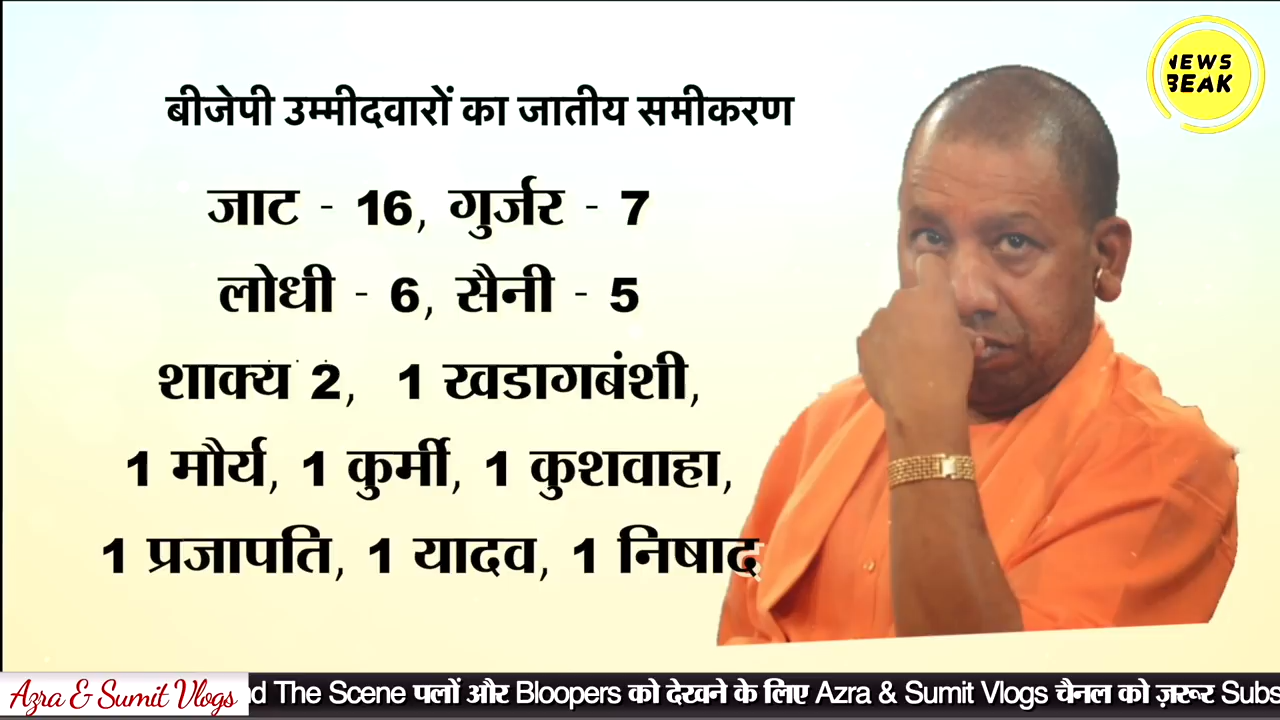 NEWS
BEAK
बीजेपी उम्मीदवारों का जातीय समीकरण
जाट - 16, गुर्जर - 7
लोधी - 6, सैनी - 5
शाक्य 2, 1 खडागबंशी,
1 मौर्य, 1 कुर्मी, 1 कुशवाहा,
1 प्रजापति, 1 यादव, 1 निषाद
Azra & Sumit Vlogs
The Scene पलों और Bloopers को देखने के लिए Azra & Sumit Vlogs चैनल को ज़रूर Subs